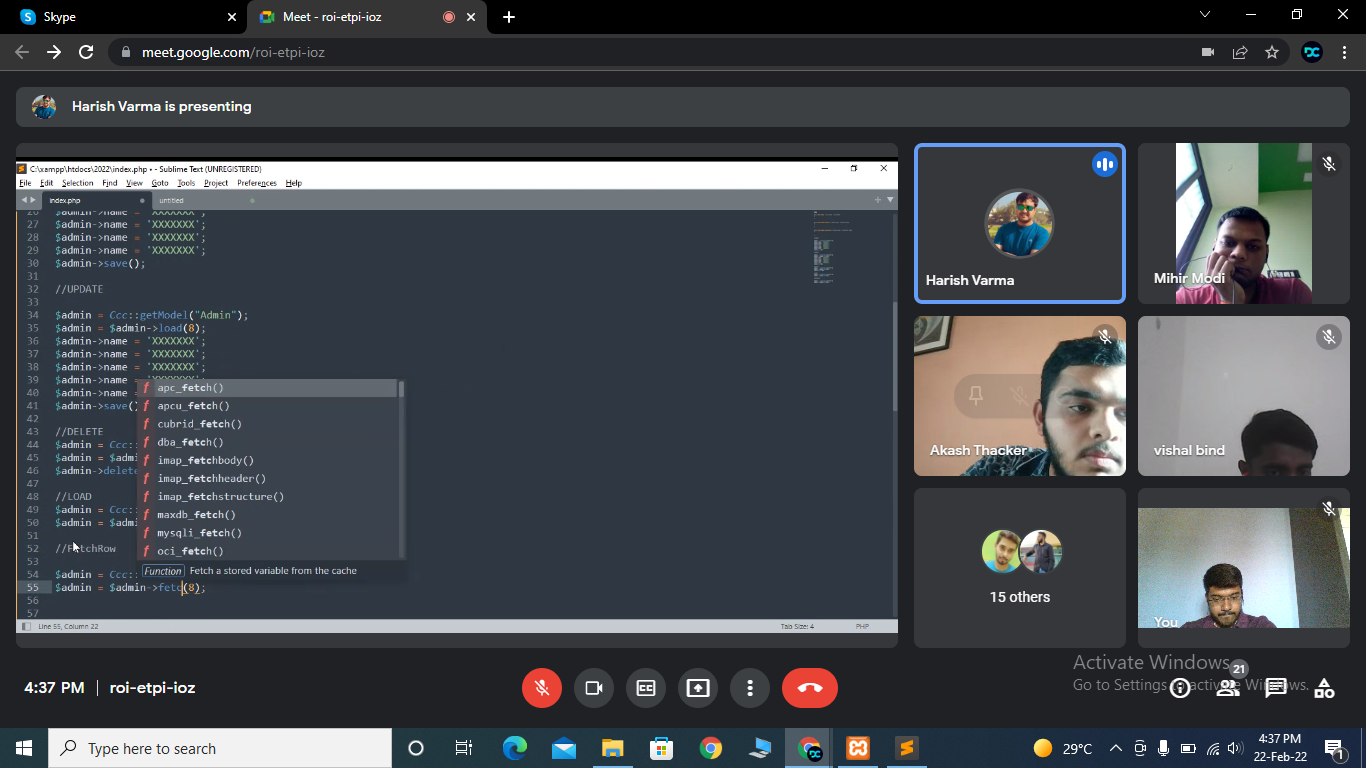 Skype
Meet - roi-etpi-ioz
meet.google.com/roi-etpi-ioz
Harish Varma is presenting
C:\xampp\htdocs\2022\index.php • - Sublime Text (UNREGISTERED)
File Edit Selection Find View Goto Tools Project Preferences Help
index.php
untitled
26 $admin->name = 'XXXXXXX';
27 $admin->name = 'XXXXXXX';
28 $admin->name = 'XXXXXXX';
29 $admin->name = 'XXXXXXX';
30 $admin->save();
31
32 //UPDATE
33
34 $admin = Ccc::getModel("Admin");
35 $admin = $admin->load(8);
36 $admin->name = 'XXXXXXX';
37 $admin->name = 'XXXXXXX';
38 $admin->name = 'XXXXXXX';
39 $admin->name = 'XXXXXXX';
40 $admin->name =
41 $admin->save()
42
43 //DELETE
44 $admin = Ccc::
45 $admin = $admi
46 $admin->delete
47
48 //LOAD
49 $admin = Ccc::
50 $admin = $admi
51
52 //FetchRow
53
54 $admin = Ccc::
55 $admin = $admin->fetc(8);
56
57
f apc_fetch()
f apcu_fetch()
f cubrid_fetch()
f dba_fetch()
f imap_fetchbody()
f imap_fetchheader()
f imap_fetchstructure()
f maxdb_fetch()
f mysqli_fetch()
f oci_fetch()
Function Fetch a stored variable from the cache
Line 55, Column 22
Tab Size: 4
PHP
Harish Varma
Mihir Modi
Akash Thacker
vishal bind
15 others
You
Activate Windows
Go to Settings to activate Windows.
4:37 PM | roi-etpi-ioz
21
Type here to search
29°C
4:37 PM
22-Feb-22
1